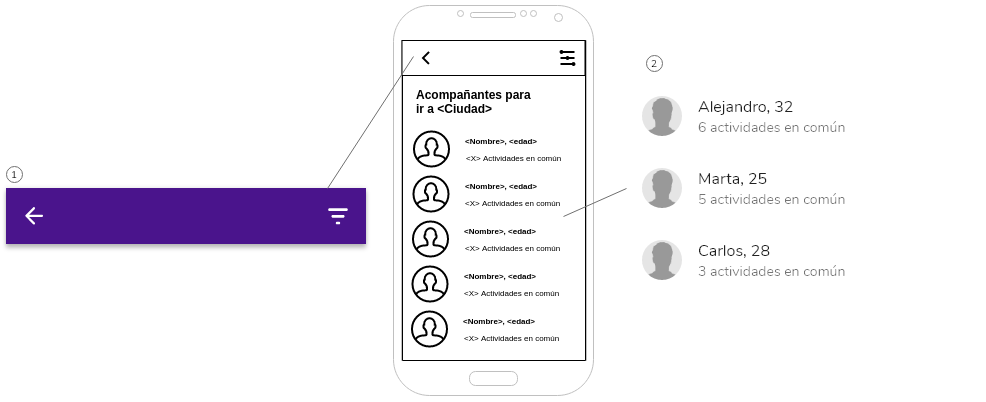 1
Acompañantes para
ir a <Ciudad>
<Nombre>, <edad>
<X> Actividades en común
<Nombre>, <edad>
<X> Actividades en común
<Nombre>, <edad>
<X> Actividades en común
<Nombre>, <edad>
<X> Actividades en común
<Nombre>, <edad>
<X> Actividades en común
2
Alejandro, 32
6 actividades en común
Marta, 25
5 actividades en común
Carlos, 28
3 actividades en común